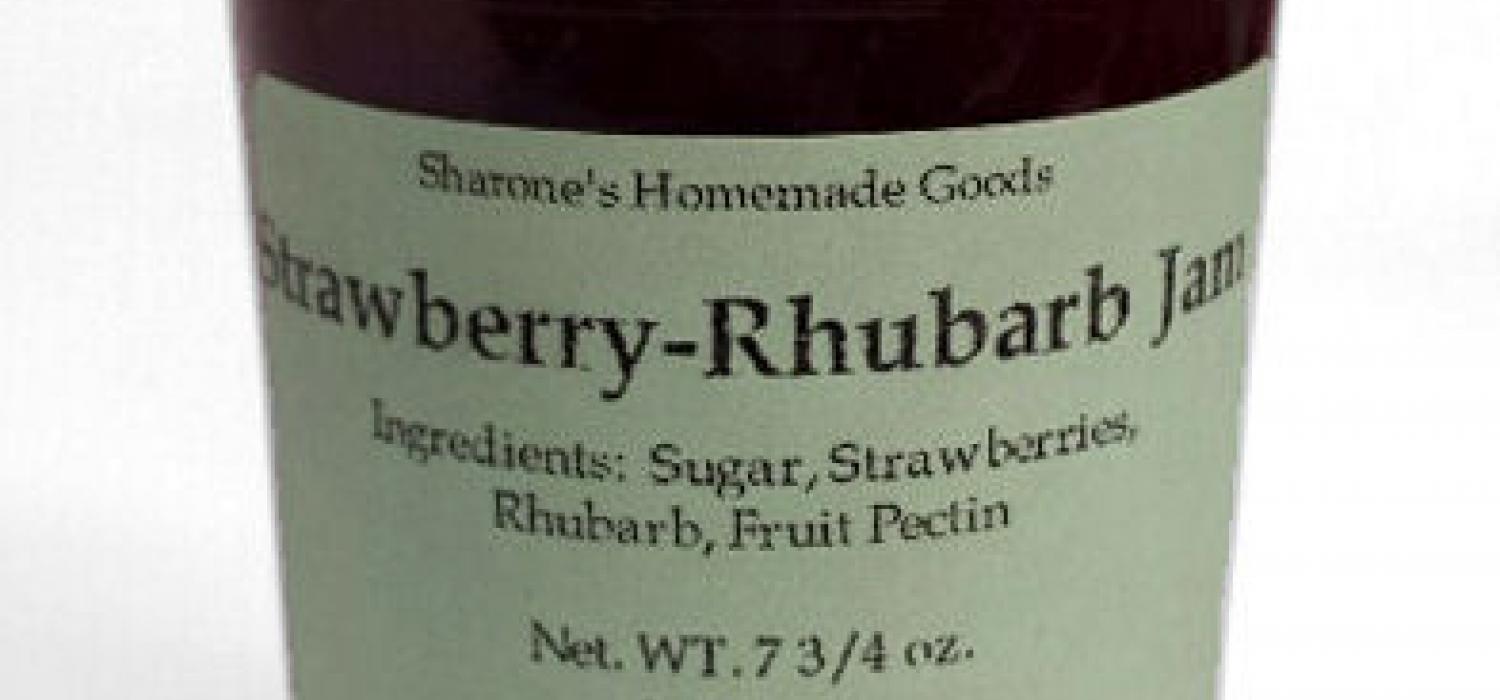 Sharone's Homemade Goods
Strawberry-Rhubarb Jam
Ingredients: Sugar, Strawberries,
Rhubarb, Fruit Pectin
Net. WT. 7 3/4 oz.